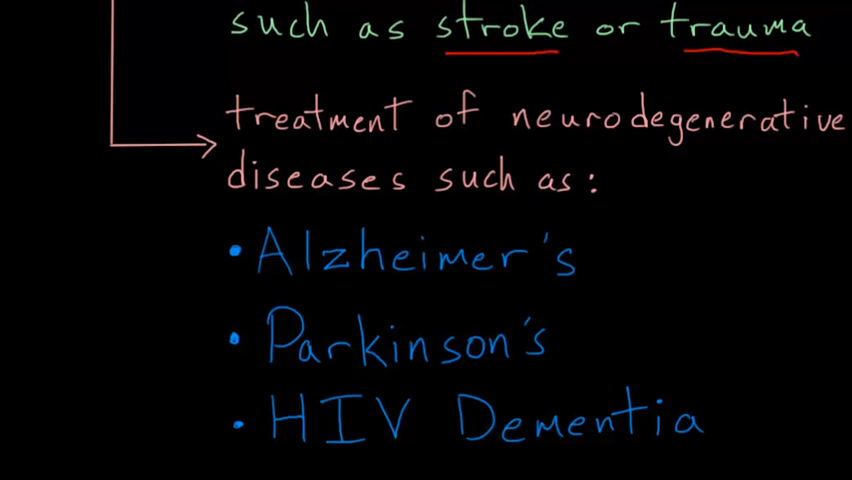 such as stroke or trauma
treatment of neurodegenerative
diseases such as:
• Alzheimer's
• Parkinson's
• HIV Dementia